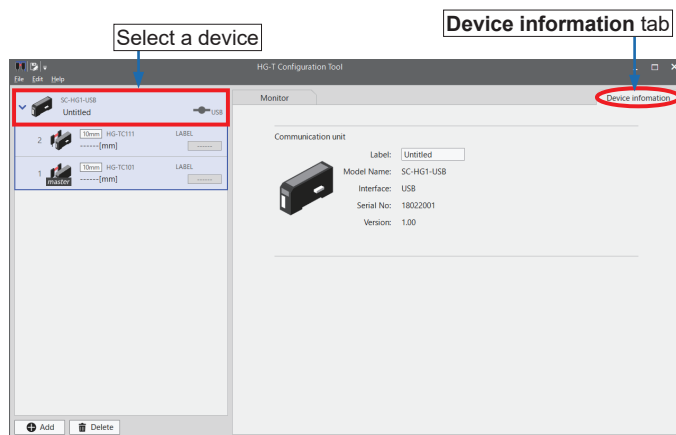 Select a device
Device information tab
HG-T Configuration Tool
File Edit Help
SC-HG1-USB
Untitled
USB
2
10mm HG-TC111
LABEL
------[mm]
------
1
10mm HG-TC101
LABEL
master
------[mm]
------
Monitor
Device infomation
Communication unit
Label: Untitled
Model Name: SC-HG1-USB
Interface: USB
Serial No: 18022001
Version: 1.00
Add
Delete